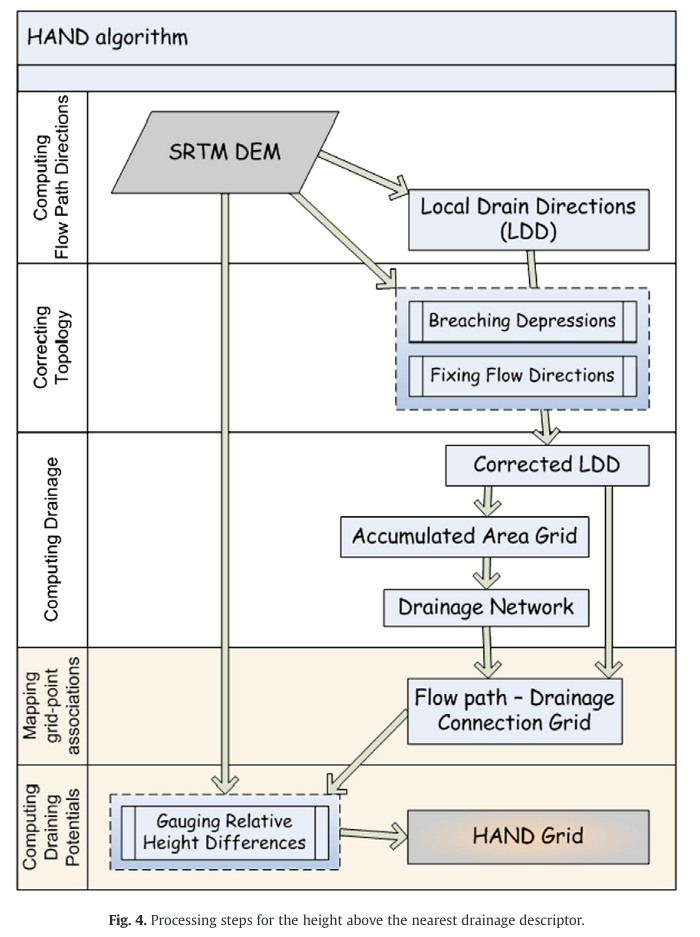 HAND algorithm
Computing
Flow Path Directions
SRTM DEM
Local Drain Directions
(LDD)
Correcting
Topology
Breaching Depressions
Fixing Flow Directions
Computing Drainage
Corrected LDD
Accumulated Area Grid
Drainage Network
Mapping
grid-point
associations
Flow path – Drainage
Connection Grid
Computing
Draining
Potentials
Gauging Relative
Height Differences
HAND Grid
Fig. 4. Processing steps for the height above the nearest drainage descriptor.